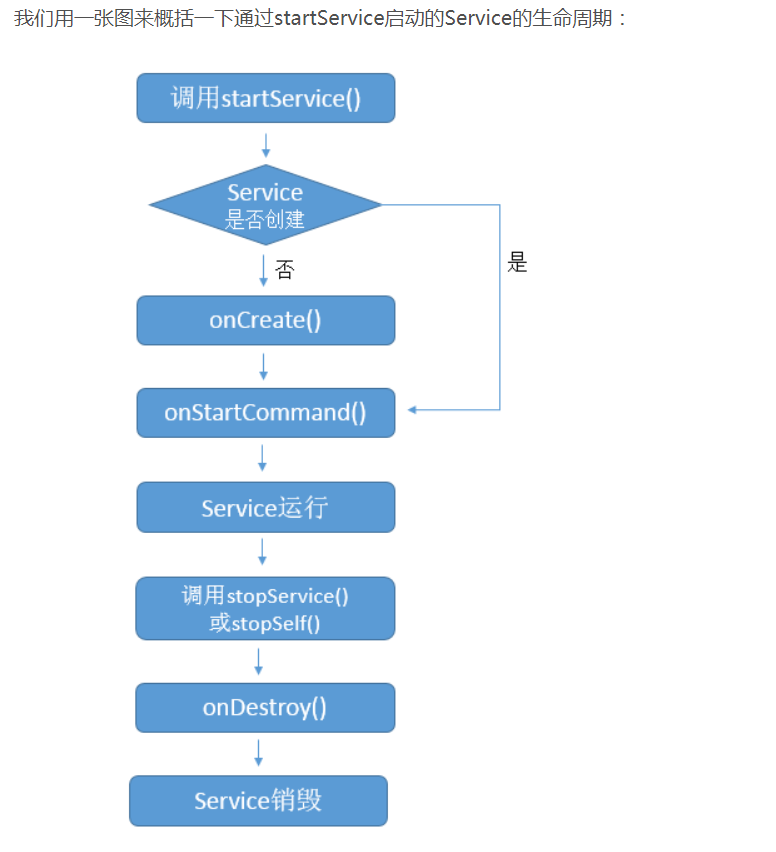 我们用一张图来概括一下通过startService启动的Service的生命周期：
调用startService()
Service
是否创建
否
是
onCreate()
onStartCommand()
Service运行
调用stopService()
或stopSelf()
onDestroy()
Service销毁